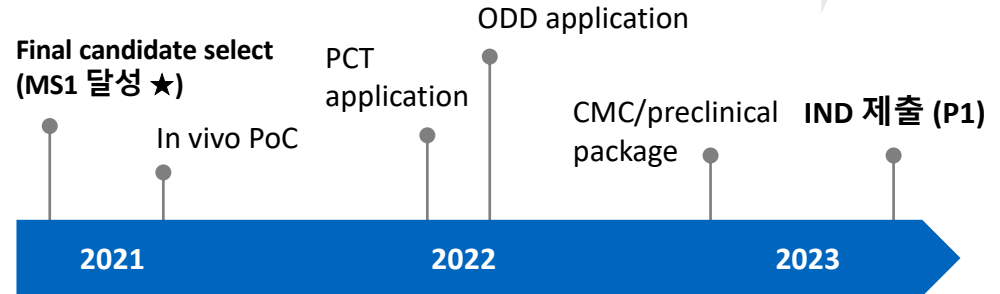 Final candidate select
(MS1 달성 ★)
In vivo PoC
PCT
application
ODD application
CMC/preclinical
package
IND 제출 (P1)
2021
2022
2023